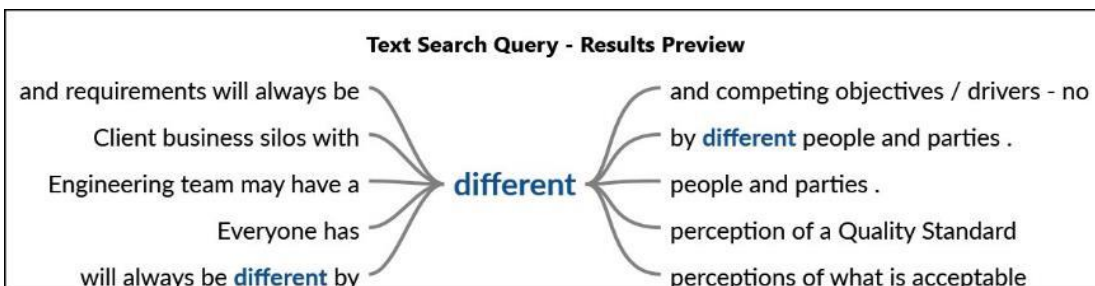 Text Search Query - Results Preview
and requirements will always be
Client business silos with
Engineering team may have a
Everyone has
will always be different by
different
and competing objectives / drivers - no
by different people and parties .
people and parties .
perception of a Quality Standard
perceptions of what is acceptable